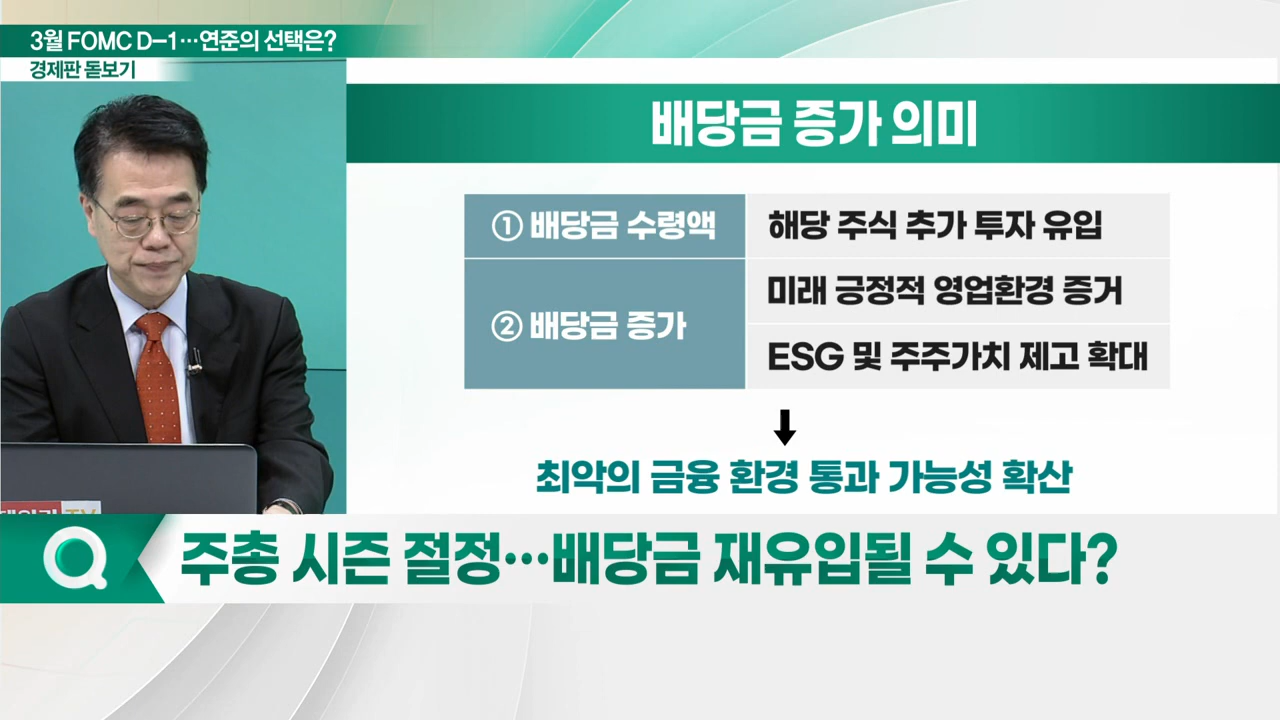 3월 FOMC D-1…연준의 선택은?
경제판 돋보기
배당금 증가 의미
① 배당금 수령액
해당 주식 추가 투자 유입
② 배당금 증가
미래 긍정적 영업환경 증거
ESG 및 주주가치 제고 확대
최악의 금융 환경 통과 가능성 확산
TV
Q
주총 시즌 절정…배당금 재유입될 수 있다?